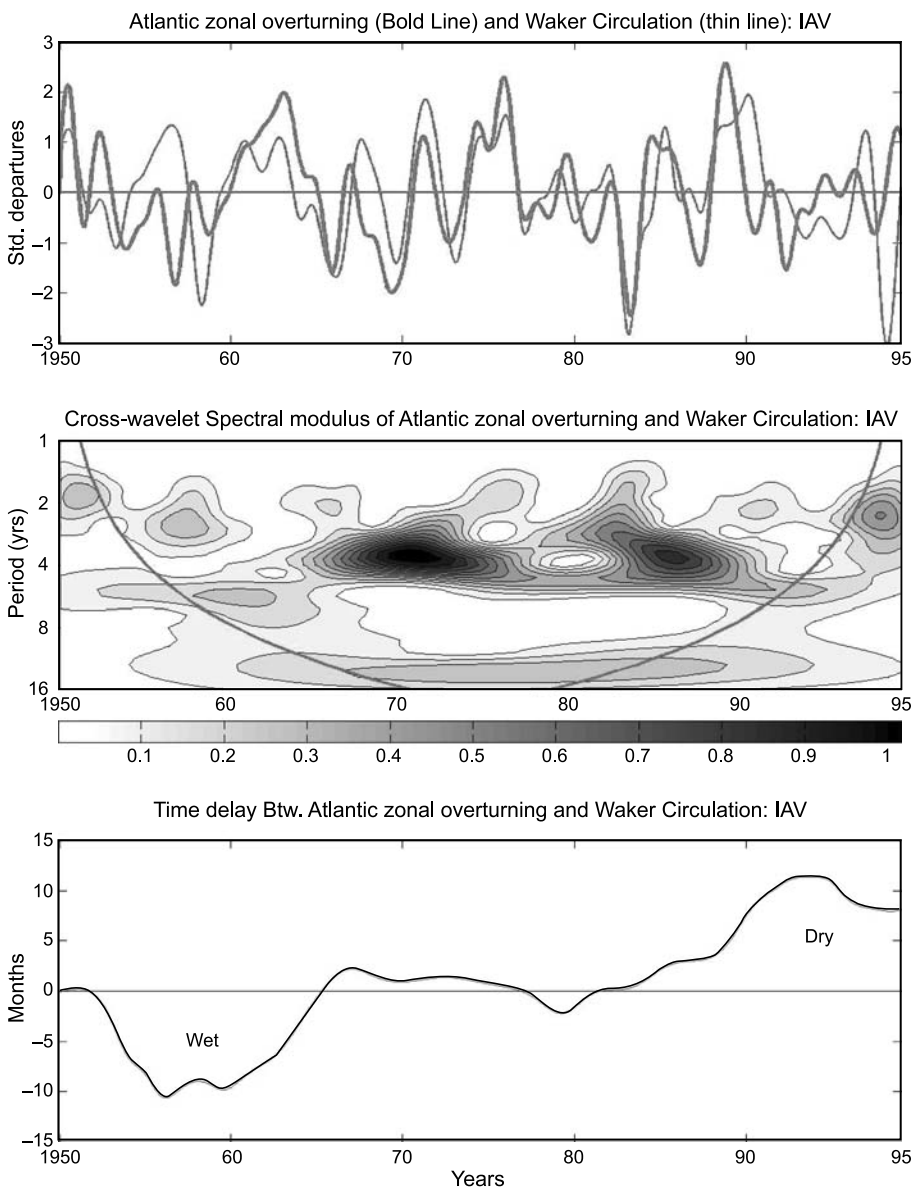 Atlantic zonal overturning (Bold Line) and Waker Circulation (thin line): IAV
3
2
1
0
–1
–2
–3
Std. departures
1950 60 70 80 90 95
Cross-wavelet Spectral modulus of Atlantic zonal overturning and Waker Circulation: IAV
1
2
4
8
16
Period (yrs)
1950 60 70 80 90 95
0.1 0.2 0.3 0.4 0.5 0.6 0.7 0.8 0.9 1
Time delay Btw. Atlantic zonal overturning and Waker Circulation: IAV
15
10
5
0
–5
–10
–15
Months
Dry
Wet
1950 60 70 80 90 95
Years